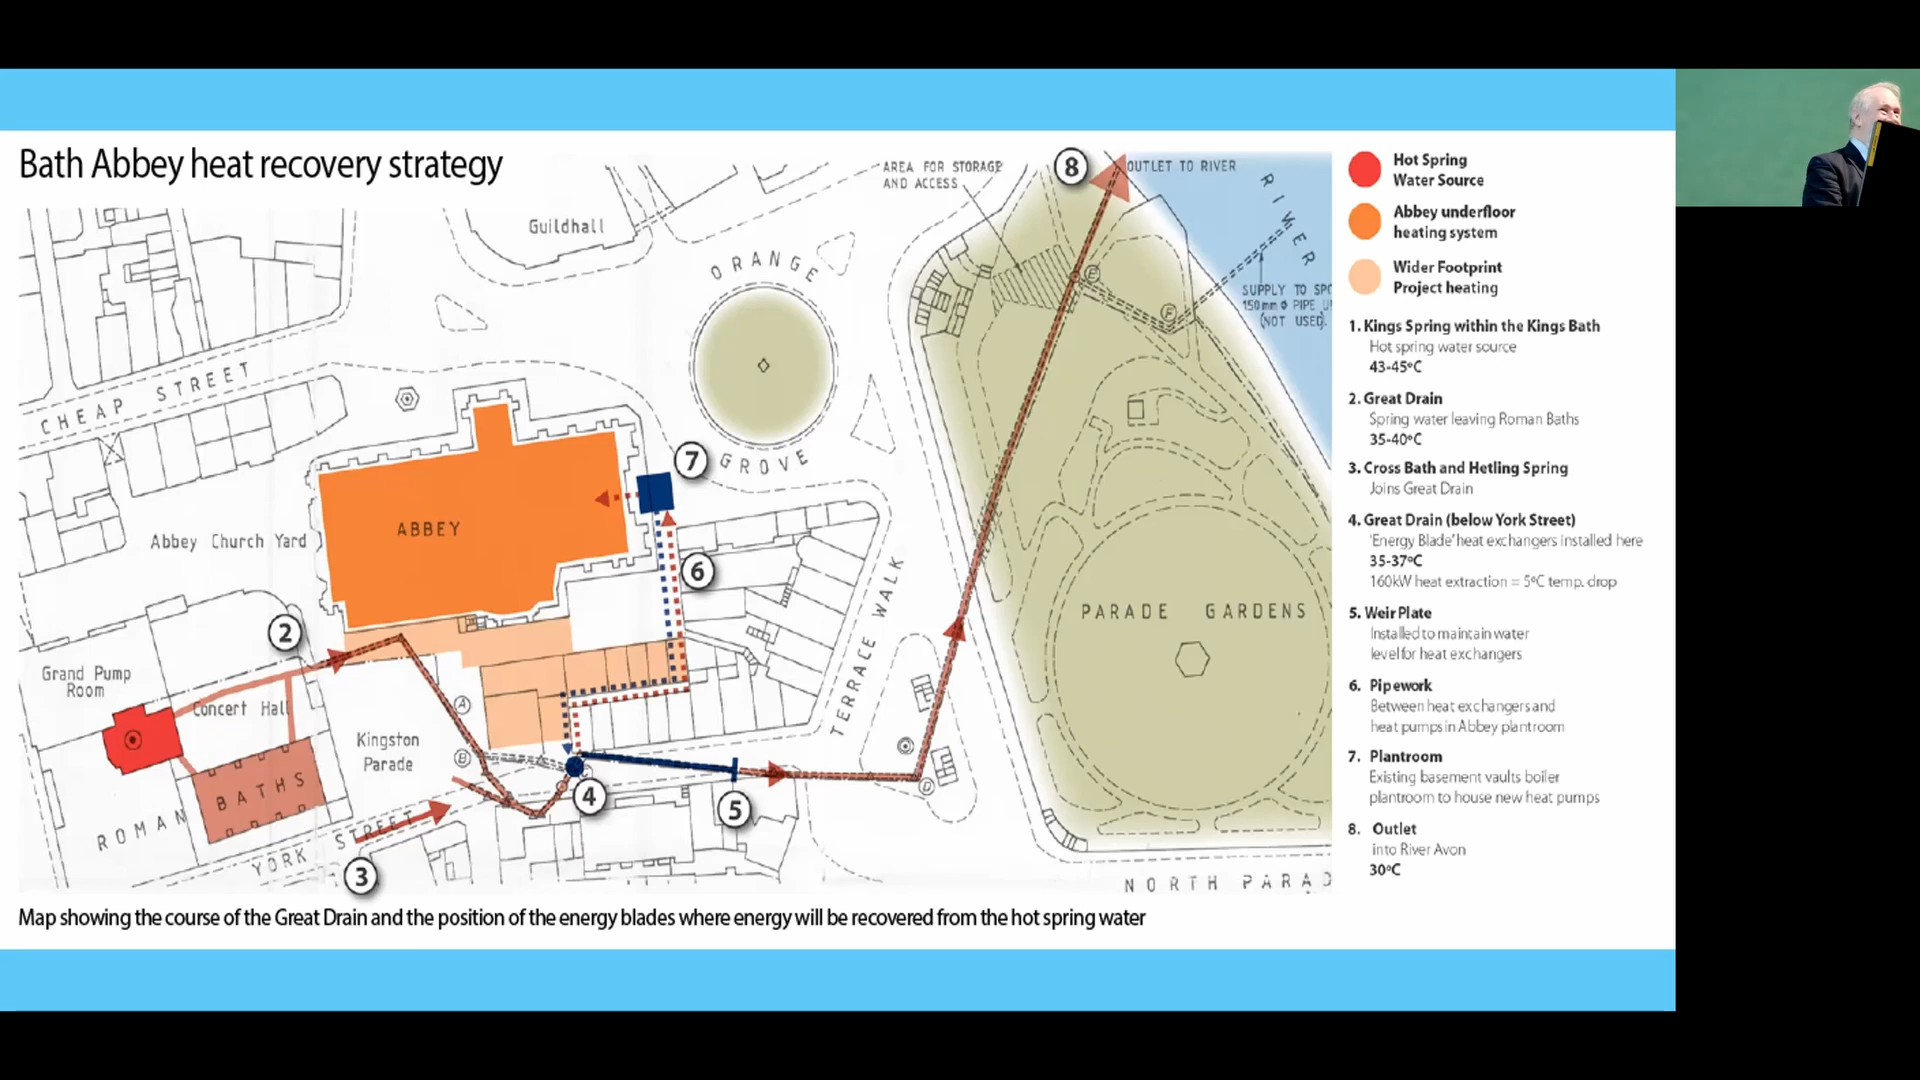 Bath Abbey heat recovery strategy
AREA FOR STORAGE
AND ACCESS
8
OUTLET TO RIVER
RIVER
Guildhall
ORANGE
GROVE
E
F
150mm ɸ PIPE
(NOT USED).
SUPPLY TO
CHEAP STREET
7
ABBEY
Abbey Church Yard
6
TERRACE WALK
PARADE GARDENS
2
Grand Pump
Room
Concert Hall
A
Kingston
Parade
B
BATHS
ROMAN
4
5
D
YORK STREET
3
NORTH PARAD
Map showing the course of the Great Drain and the position of the energy blades where energy will be recovered from the hot spring water
Hot Spring
Water Source
Abbey underfloor
heating system
Wider Footprint
Project heating
1. Kings Spring within the Kings Bath
Hot spring water source
43-45ºC
2. Great Drain
Spring water leaving Roman Baths
35-40ºC
3. Cross Bath and Hetling Spring
Joins Great Drain
4. Great Drain (below York Street)
'Energy Blade' heat exchangers installed here
35-37ºC
160kW heat extraction = 5ºC temp. drop
5. Weir Plate
Installed to maintain water
level for heat exchangers
6. Pipework
Between heat exchangers and
heat pumps in Abbey plantroom
7. Plantroom
Existing basement vaults boiler
plantroom to house new heat pumps
8. Outlet
into River Avon
30ºC